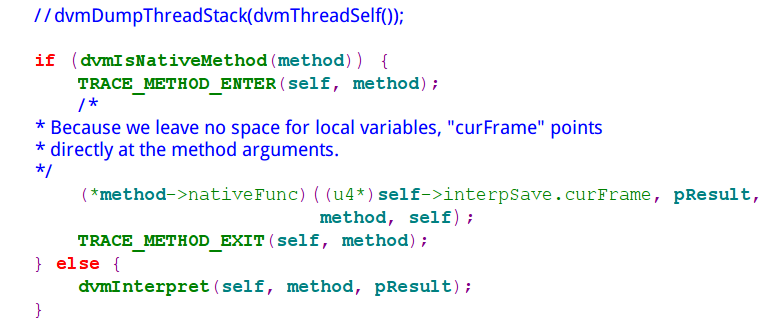 //dvmDumpThreadStack(dvmThreadSelf());
if (dvmIsNativeMethod(method)) {
TRACE_METHOD_ENTER(self, method);
/*
* Because we leave no space for local variables, "curFrame" points
* directly at the method arguments.
*/
(*method->nativeFunc)((u4*)self->interpSave.curFrame, pResult,
method, self);
TRACE_METHOD_EXIT(self, method);
} else {
dvmInterpret(self, method, pResult);
}